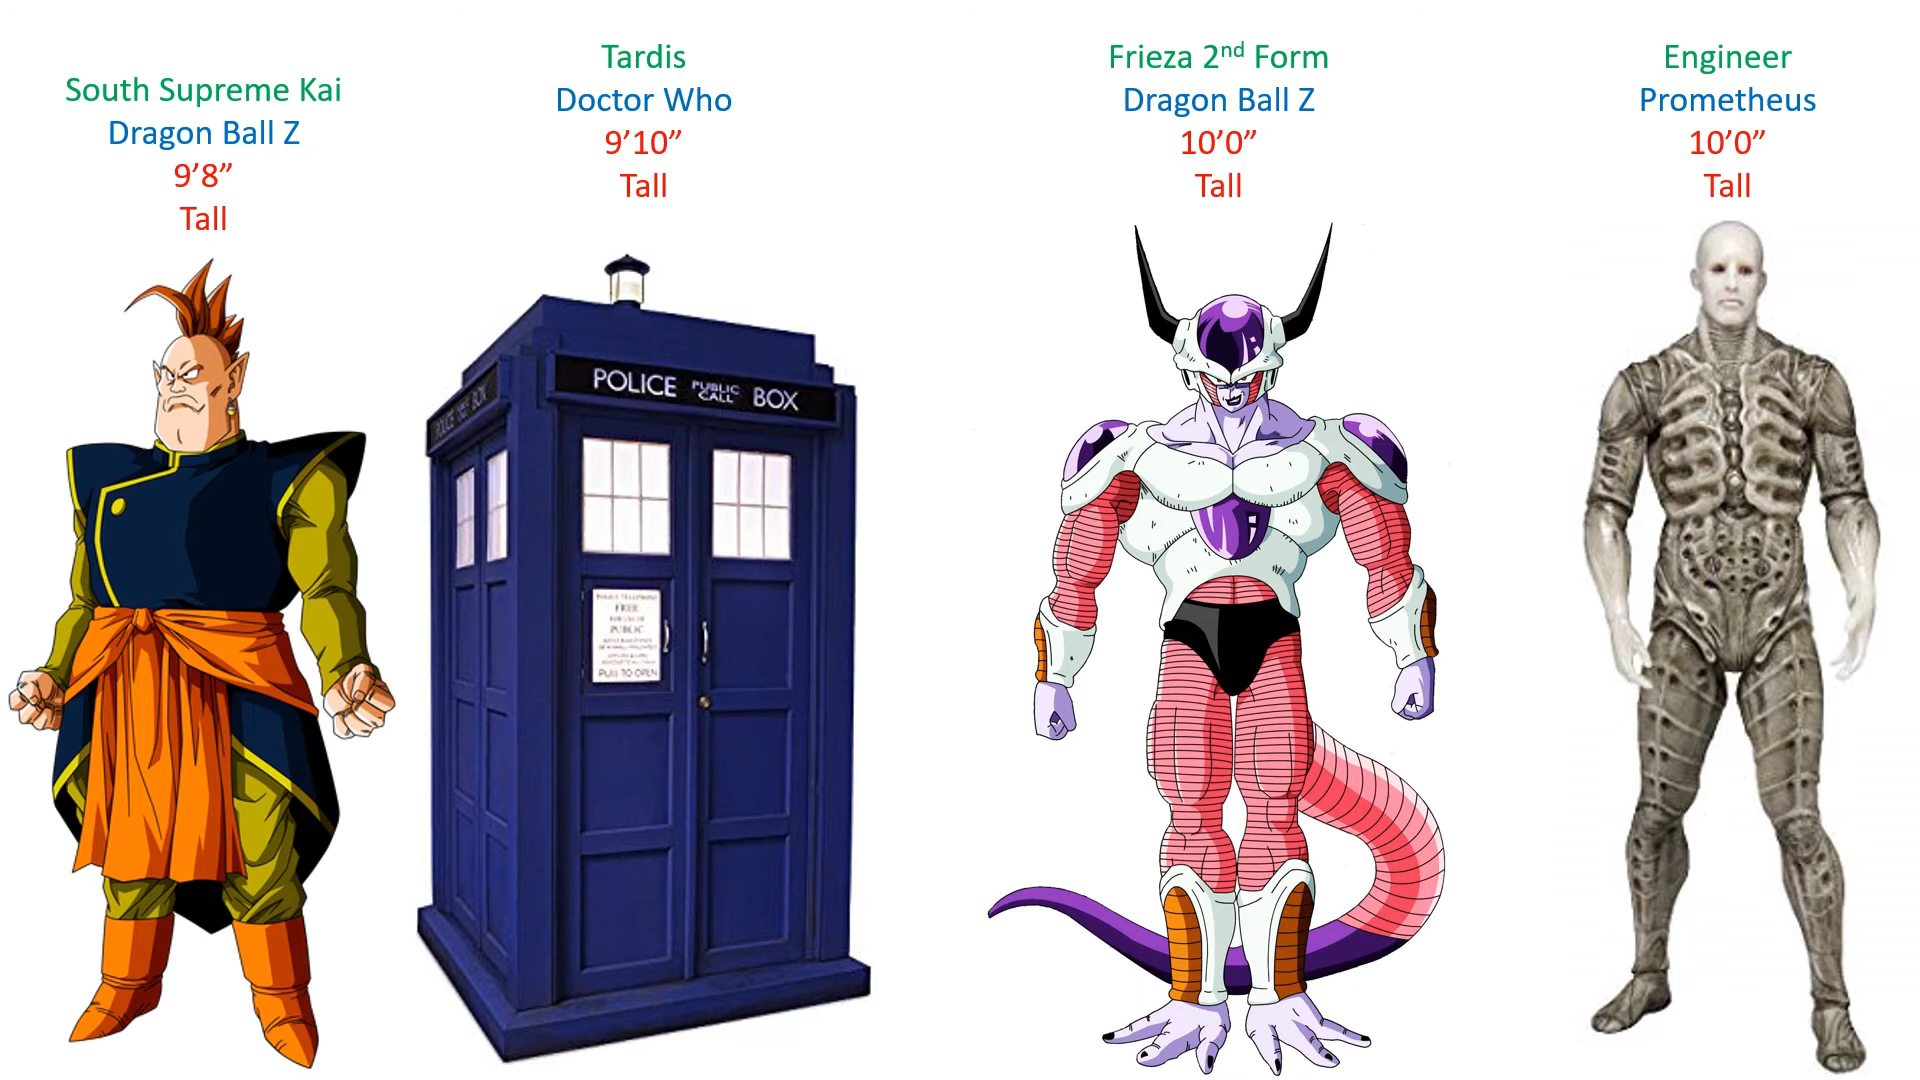 South Supreme Kai
Dragon Ball Z
9’8”
Tall
Tardis
Doctor Who
9’10”
Tall
POLICE PUBLIC CALL BOX
FREE
PUBLIC
PULL TO OPEN
Frieza 2nd Form
Dragon Ball Z
10’0”
Tall
Engineer
Prometheus
10’0”
Tall